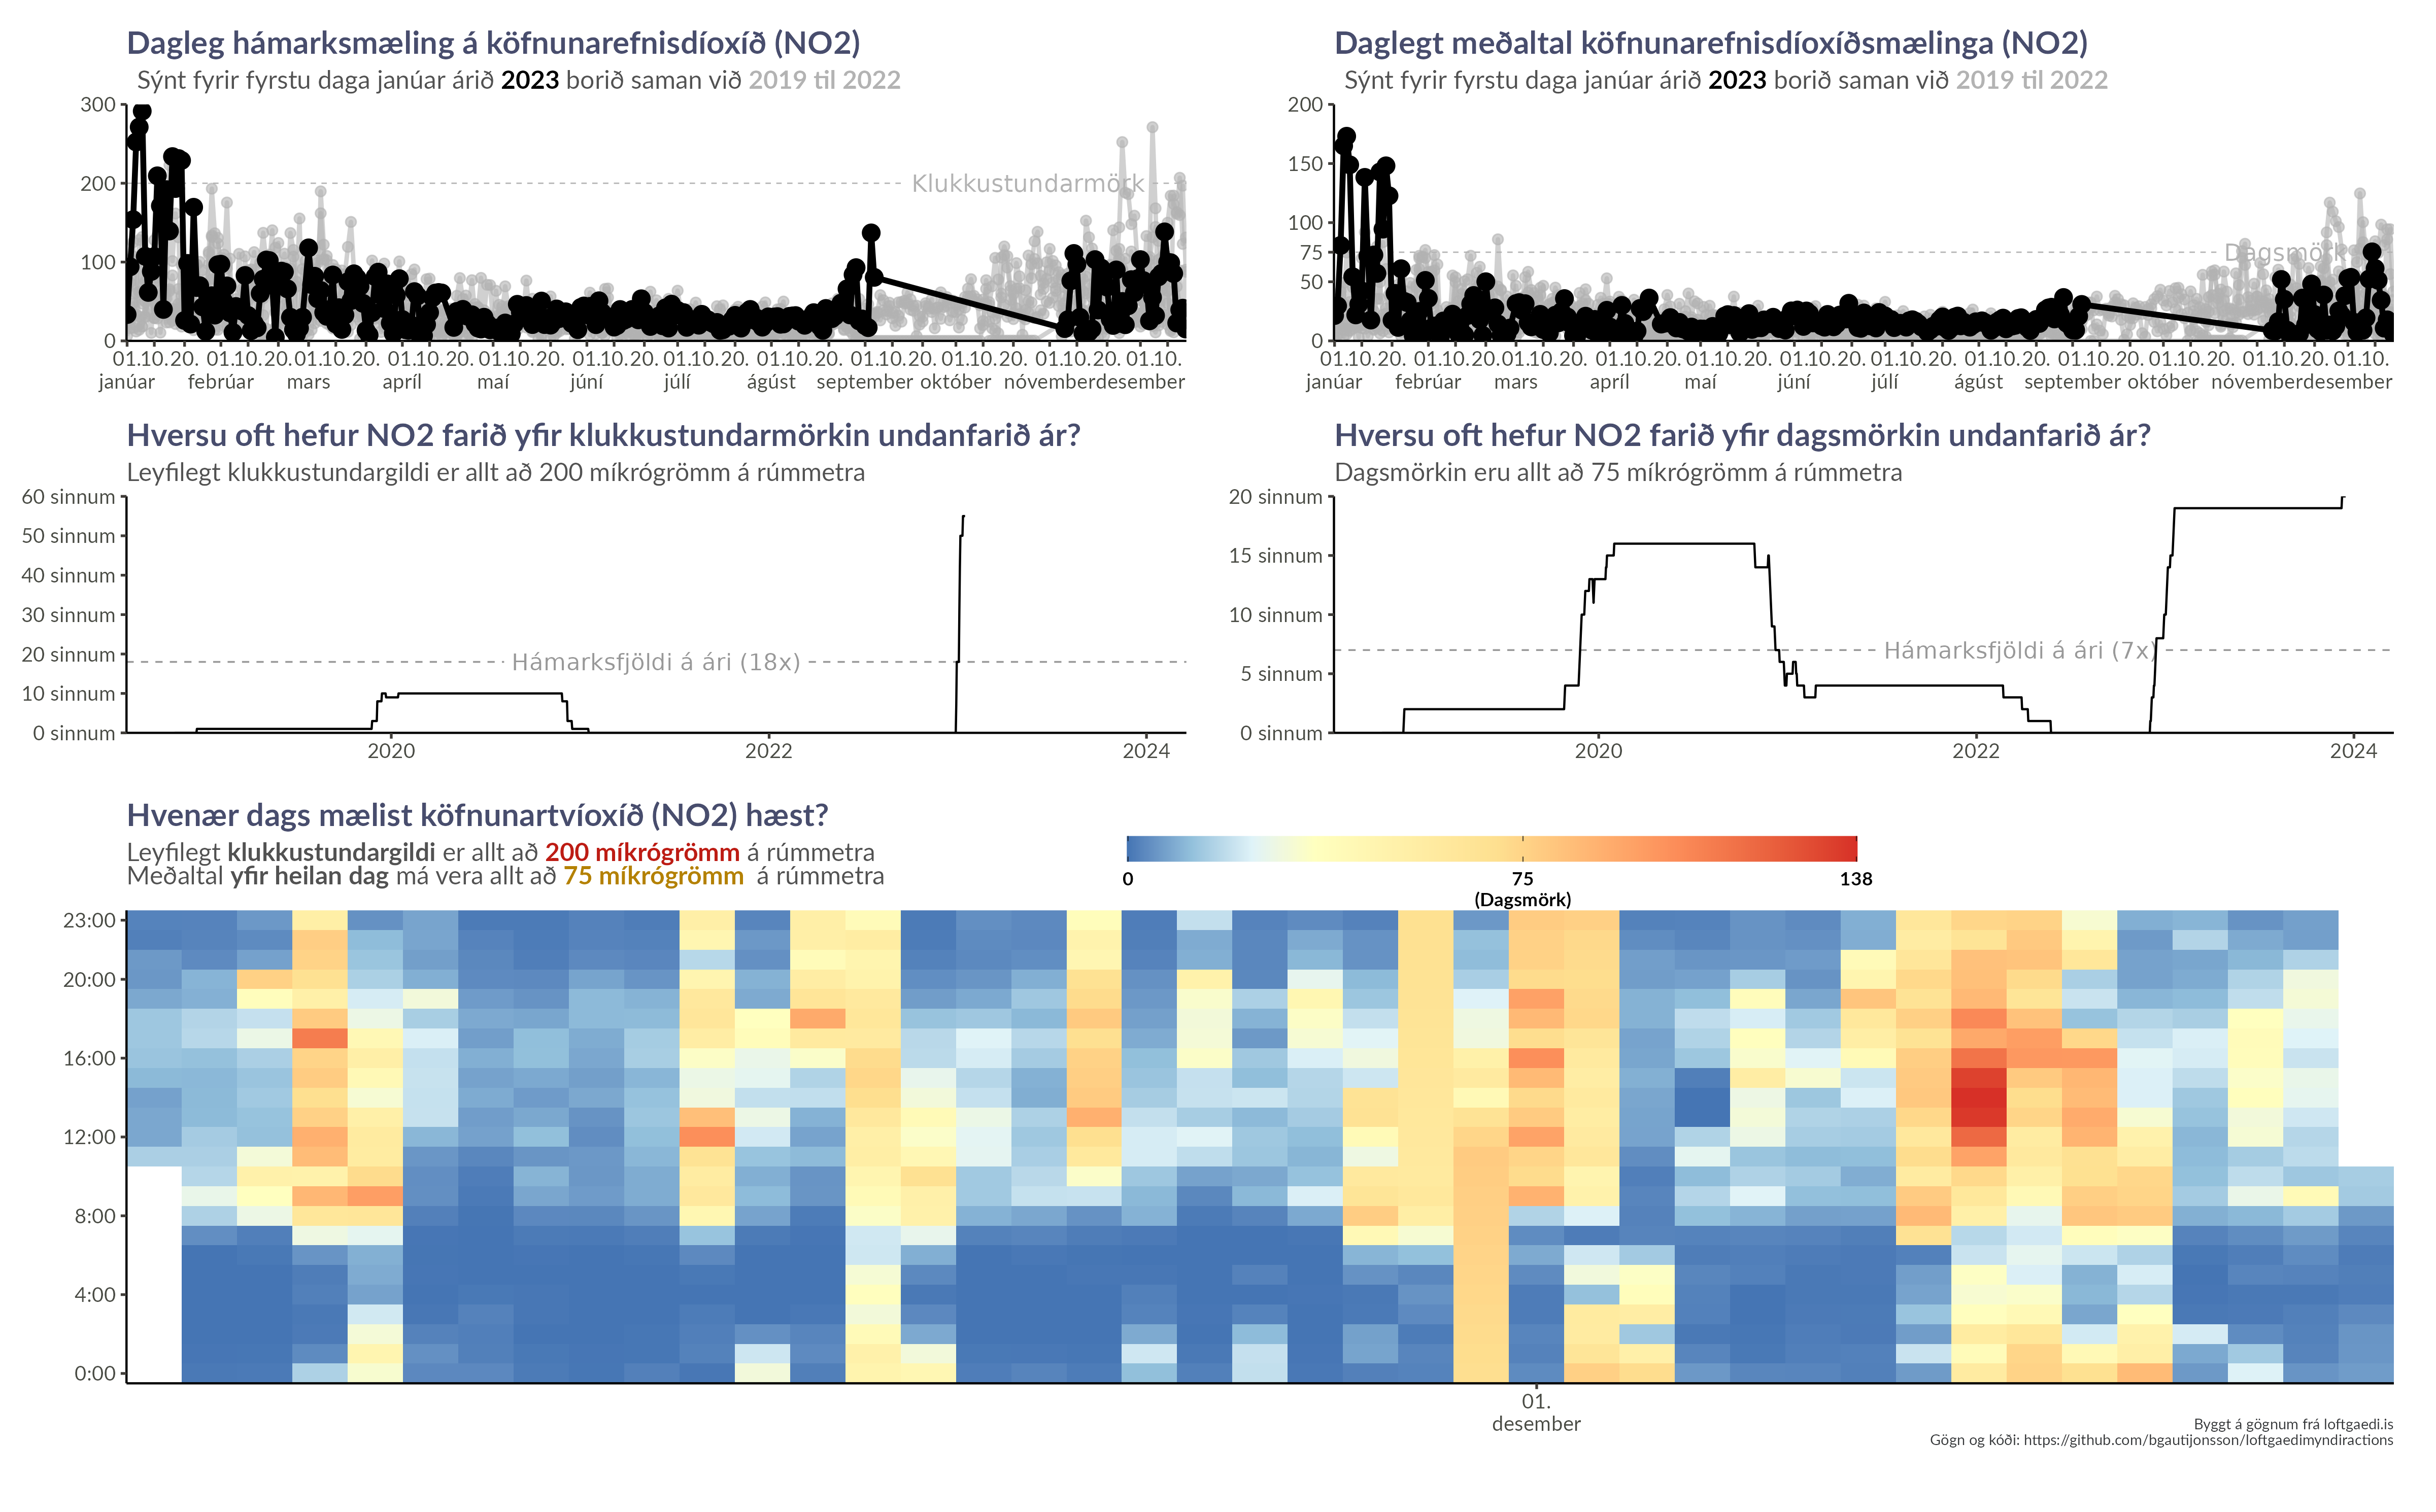 Dagleg hámarksmæling á köfnunarefnisdíoxíð (NO2)
Sýnt fyrir fyrstu daga janúar árið 2023 borið saman við 2019 til 2022
300
200
100
0
Klukkustundarmörk
01.10.20. 01.10.20. 01.10.20. 01.10.20. 01.10.20. 01.10.20. 01.10.20. 01.10.20. 01.10.20. 01.10.20. 01.10.20. 01.10.
janúar febrúar mars apríl maí júní júlí ágúst september október nóvember desember
Daglegt meðaltal köfnunarefnisdíoxíðsmælinga (NO2)
Sýnt fyrir fyrstu daga janúar árið 2023 borið saman við 2019 til 2022
200
150
100
75
50
0
Dagsmörk
01.10.20. 01.10.20. 01.10.20. 01.10.20. 01.10.20. 01.10.20. 01.10.20. 01.10.20. 01.10.20. 01.10.20. 01.10.20. 01.10.
janúar febrúar mars apríl maí júní júlí ágúst september október nóvember desember
Hversu oft hefur NO2 farið yfir klukkustundarmörkin undanfarið ár?
Leyfilegt klukkustundargildi er allt að 200 míkrógrömm á rúmmetra
60 sinnum
50 sinnum
40 sinnum
30 sinnum
20 sinnum
10 sinnum
0 sinnum
Hámarksfjöldi á ári (18x)
2020 2022 2024
Hversu oft hefur NO2 farið yfir dagsmörkin undanfarið ár?
Dagsmörkin eru allt að 75 míkrógrömm á rúmmetra
20 sinnum
15 sinnum
10 sinnum
5 sinnum
0 sinnum
Hámarksfjöldi á ári (7x)
2020 2022 2024
Hvenær dags mælist köfnunartvíoxíð (NO2) hæst?
Leyfilegt klukkustundargildi er allt að 200 míkrógrömm á rúmmetra
Meðaltal yfir heilan dag má vera allt að 75 míkrógrömm á rúmmetra
0 75 138
(Dagsmörk)
23:00
20:00
16:00
12:00
8:00
4:00
0:00
01.
desember
Byggt á gögnum frá loftgaedi.is
Gögn og kóði: https://github.com/bgautijonsson/loftgaedimyndiractions